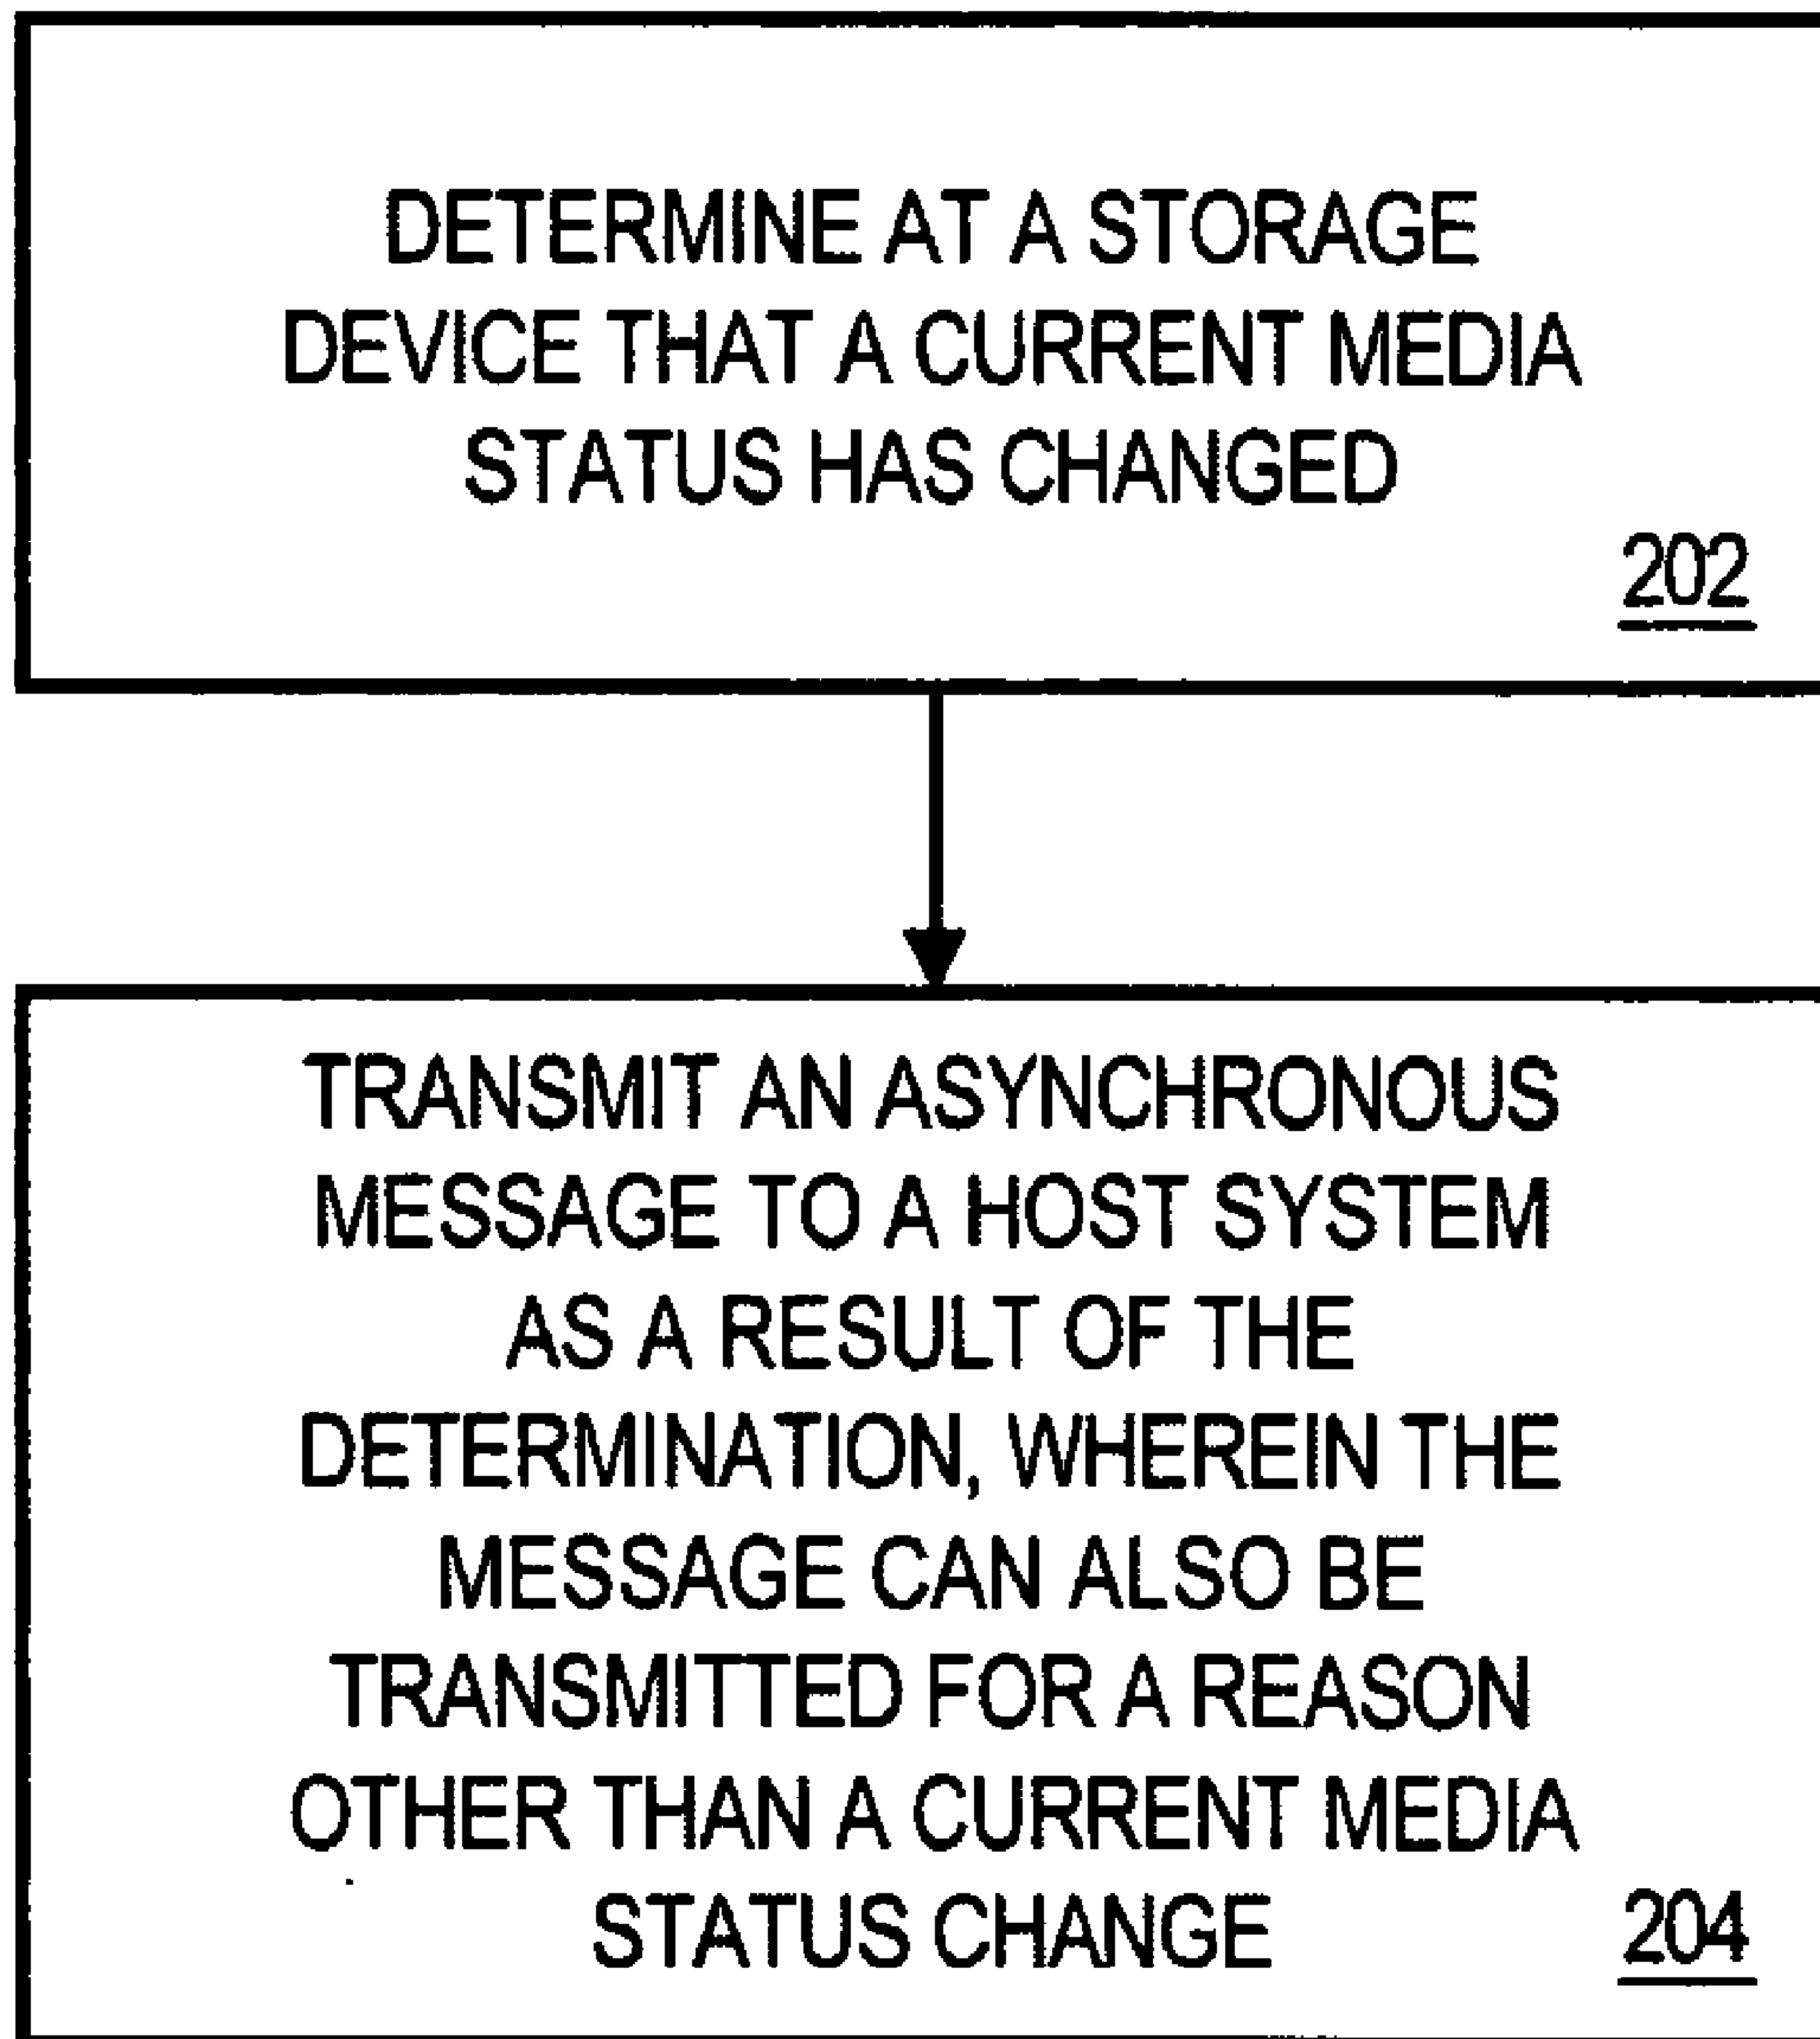 DETERMINE AT A STORAGE
DEVICE THAT A CURRENT MEDIA
STATUS HAS CHANGED
202
TRANSMIT AN ASYNCHRONOUS
MESSAGE TO A HOST SYSTEM
AS A RESULT OF THE
DETERMINATION, WHEREIN THE
MESSAGE CAN ALSO BE
TRANSMITTED FOR A REASON
OTHER THAN A CURRENT MEDIA
STATUS CHANGE
204